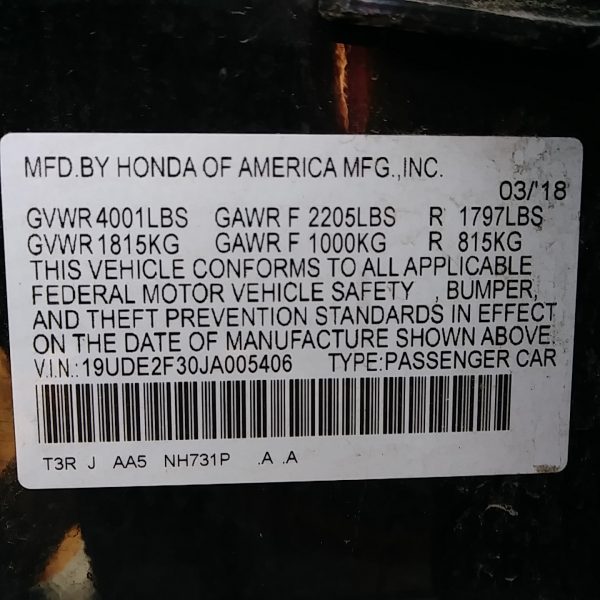 MFD.BY HONDA OF AMERICA MFG.,INC.
03/'18
GVWR 4001LBS GAWR F 2205LBS R 1797LBS
GVWR 1815KG GAWR F 1000KG R 815KG
THIS VEHICLE CONFORMS TO ALL APPLICABLE
FEDERAL MOTOR VEHICLE SAFETY , BUMPER,
AND THEFT PREVENTION STANDARDS IN EFFECT
ON THE DATE OF MANUFACTURE SHOWN ABOVE.
V.I.N.:19UDE2F30JA005406 TYPE:PASSENGER CAR
T3R J AA5 NH731P .A .A